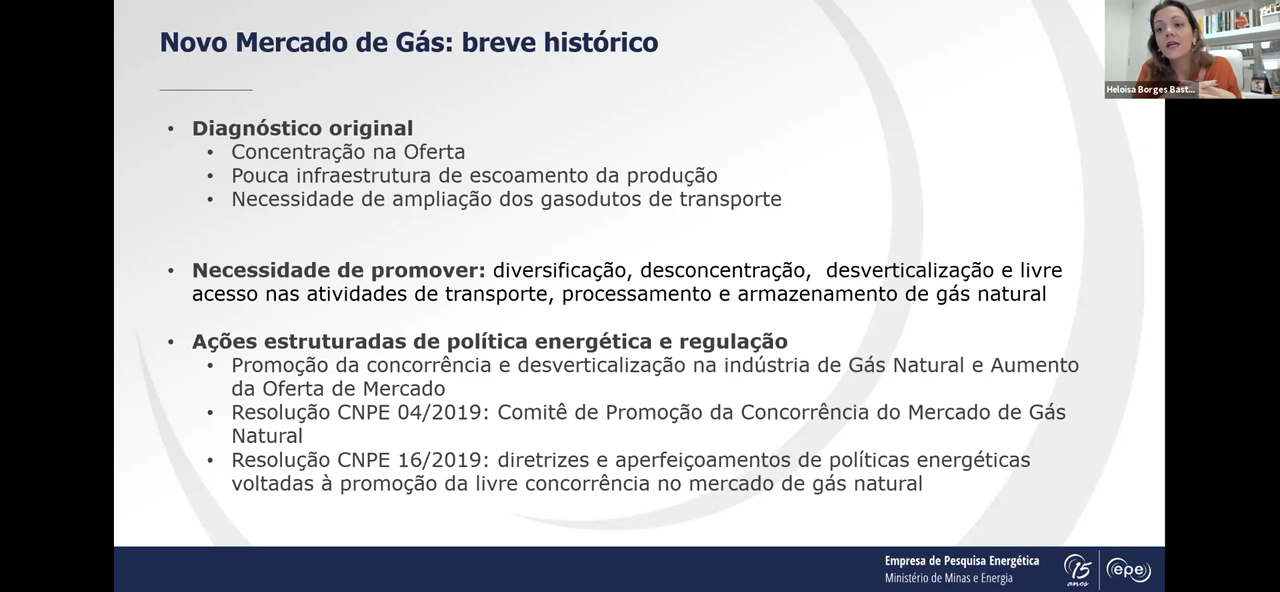 Novo Mercado de Gás: breve histórico
Heloisa Borges Bast...
• Diagnóstico original
• Concentração na Oferta
• Pouca infraestrutura de escoamento da produção
• Necessidade de ampliação dos gasodutos de transporte
• Necessidade de promover: diversificação, desconcentração, desverticalização e livre
acesso nas atividades de transporte, processamento e armazenamento de gás natural
• Ações estruturadas de política energética e regulação
• Promoção da concorrência e desverticalização na indústria de Gás Natural e Aumento
da Oferta de Mercado
• Resolução CNPE 04/2019: Comitê de Promoção da Concorrência do Mercado de Gás
Natural
• Resolução CNPE 16/2019: diretrizes e aperfeiçoamentos de políticas energéticas
voltadas à promoção da livre concorrência no mercado de gás natural
Empresa de Pesquisa Energética
Ministério de Minas e Energia
15
anos
epe